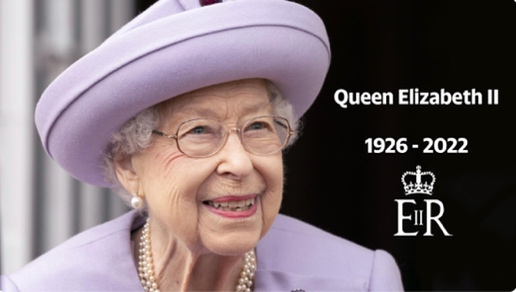 Queen Elizabeth II
1926 - 2022
EIIR